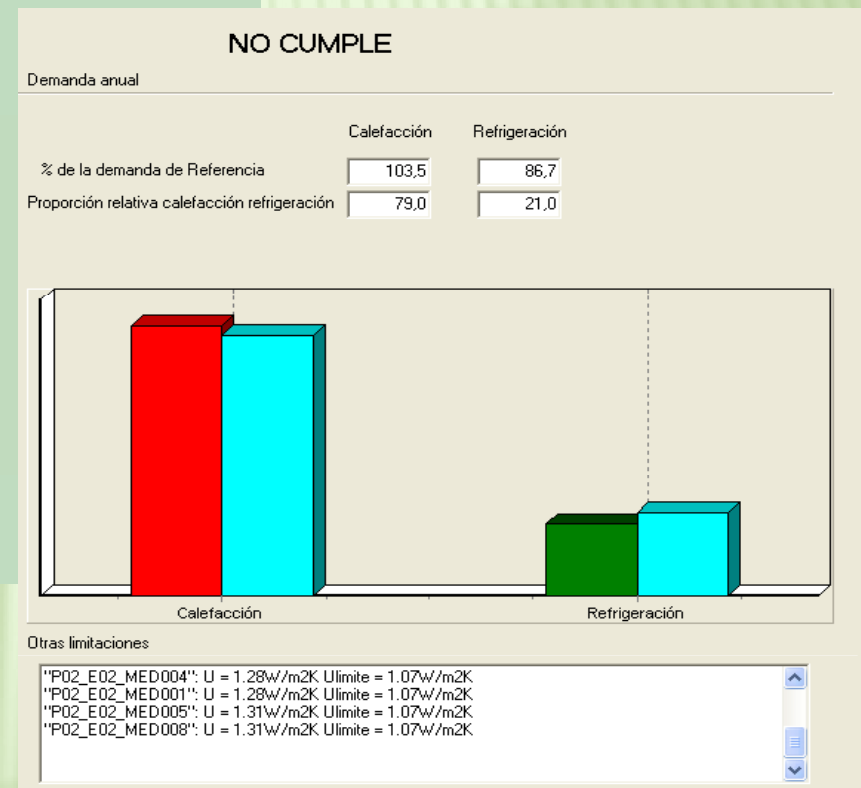 NO CUMPLE
Demanda anual
Calefacción Refrigeración
% de la demanda de Referencia 103,5 86,7
Proporción relativa calefacción refrigeración 79,0 21,0
Calefacción Refrigeración
Otras limitaciones
"P02_E02_MED004": U = 1.28W/m2K Ulimite = 1.07W/m2K
"P02_E02_MED001": U = 1.28W/m2K Ulimite = 1.07W/m2K
"P02_E02_MED005": U = 1.31W/m2K Ulimite = 1.07W/m2K
"P02_E02_MED008": U = 1.31W/m2K Ulimite = 1.07W/m2K